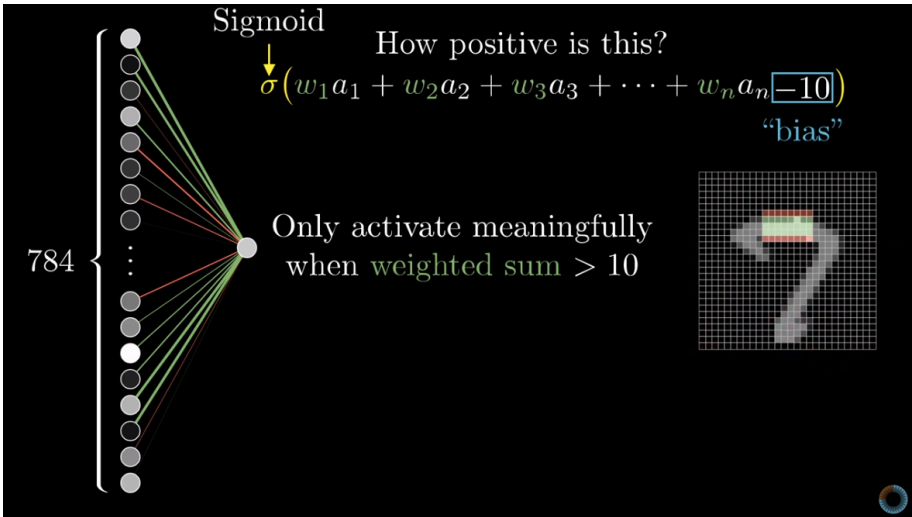 Sigmoid
How positive is this?
σ(w₁a₁ + w₂a₂ + w₃a₃ + ⋯ + wₙaₙ −10)
“bias”
Only activate meaningfully
when weighted sum > 10
784